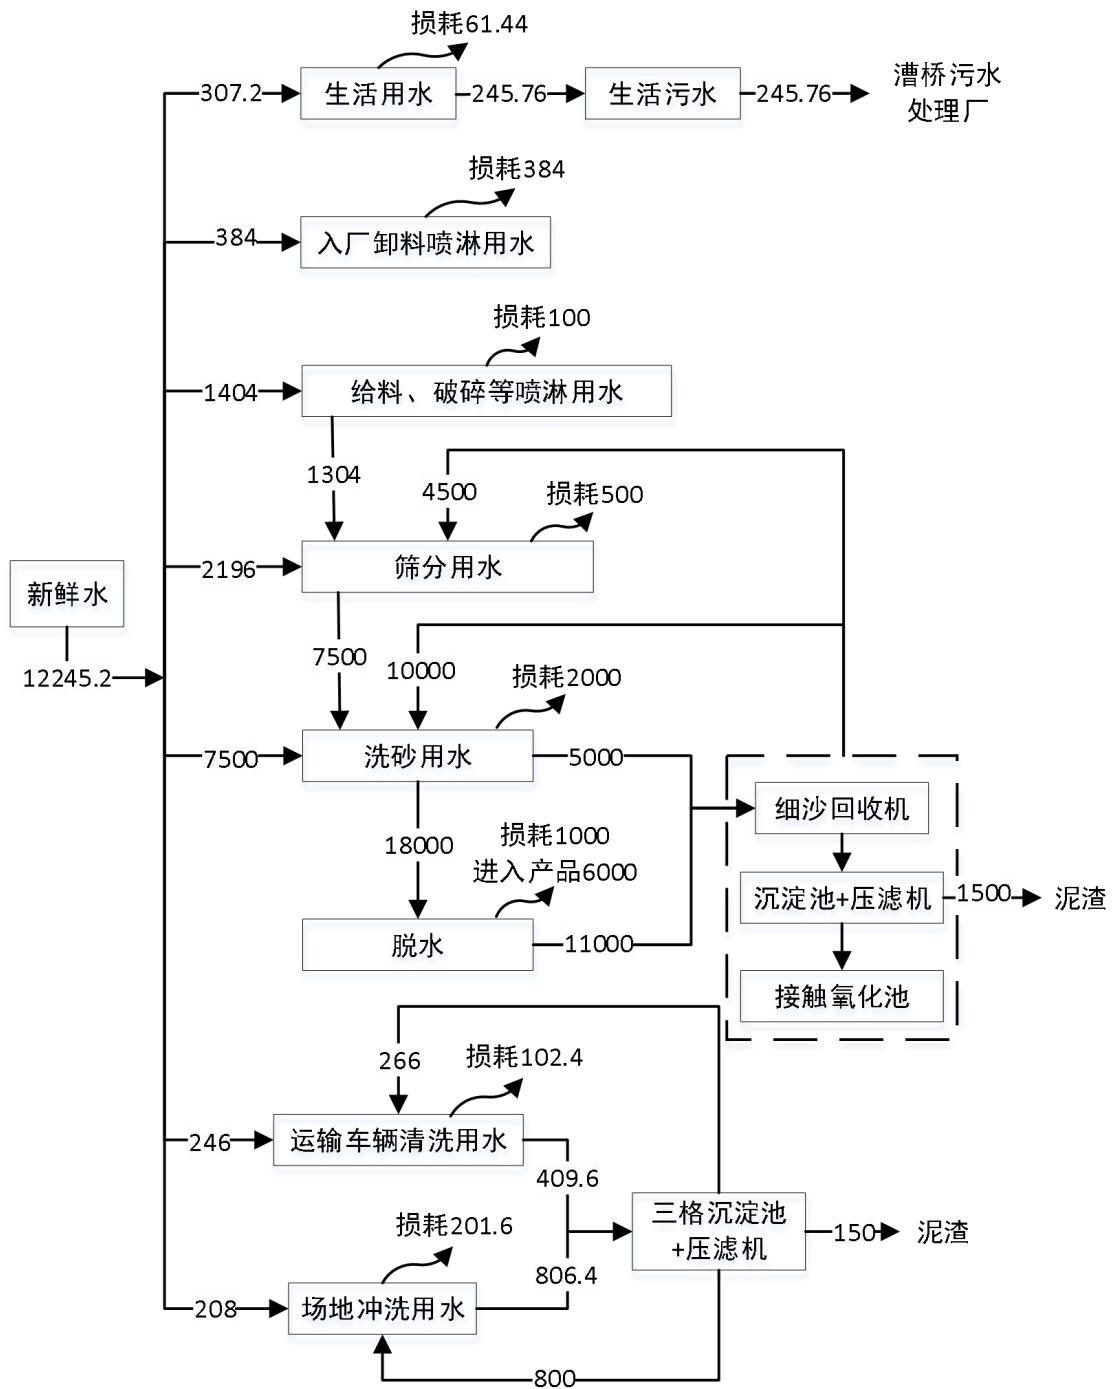 损耗61.44
307.2
生活用水
245.76
生活污水
245.76
漕桥污水
处理厂
损耗384
384
入厂卸料喷淋用水
损耗100
1404
给料、破碎等喷淋用水
1304
4500
损耗500
2196
筛分用水
新鲜水
12245.2
7500
10000
损耗2000
7500
洗砂用水
5000
细沙回收机
18000
损耗1000
进入产品6000
沉淀池+压滤机
1500
泥渣
脱水
11000
接触氧化池
266
损耗102.4
246
运输车辆清洗用水
409.6
三格沉淀池
+压滤机
150
泥渣
损耗201.6
806.4
208
场地冲洗用水
800